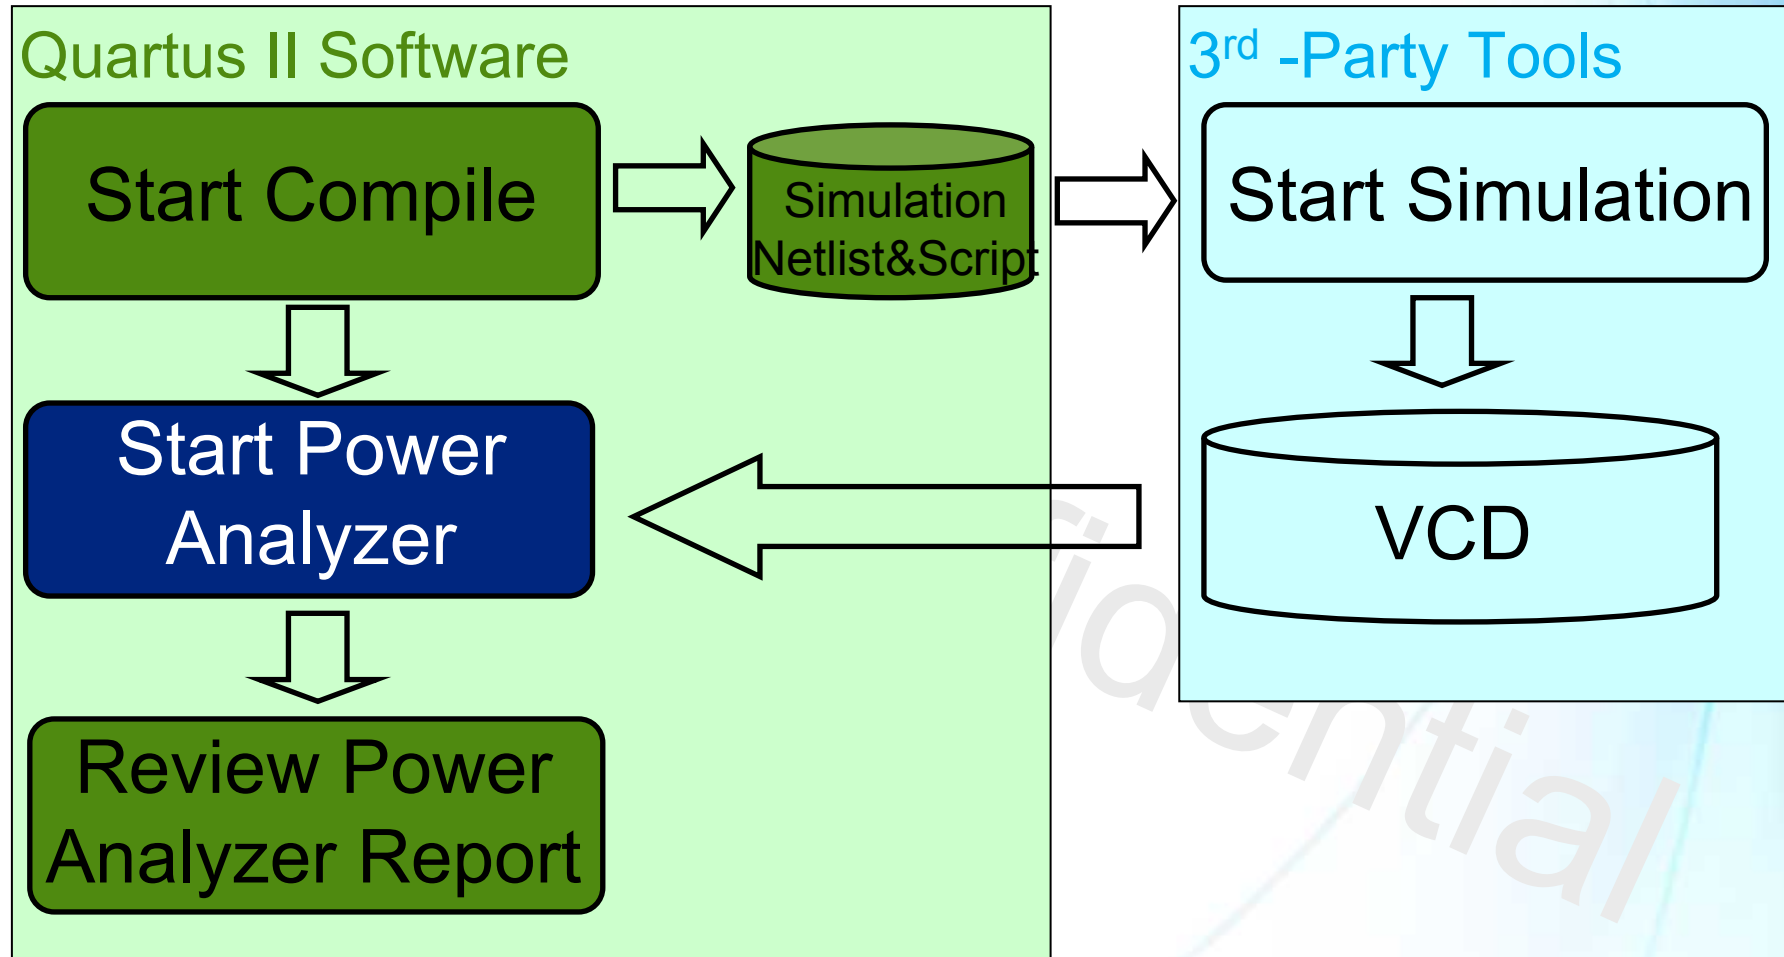 Quartus II Software
Start Compile
Simulation
Netlist&Script
3rd -Party Tools
Start Simulation
Start Power
Analyzer
VCD
Review Power
Analyzer Report
fidential